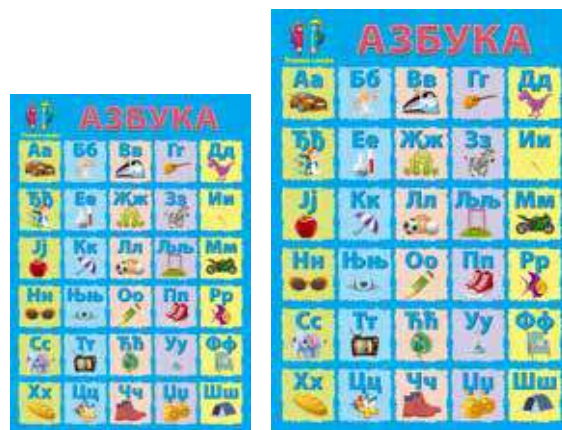 АЗБУКА
Аа Бб Вв Гг Дд
Ђђ Ее Жж Зз Ии
Јј Кк Лл Љљ Мм
Нн Њњ Оо Пп Рр
Сс Тт Ћћ Уу Фф
Хх Цц Чч Џџ Шш
АЗБУКА
Аа Бб Вв Гг Дд
Ђђ Ее Жж Зз Ии
Јј Кк Лл Љљ Мм
Нн Њњ Оо Пп Рр
Сс Тт Ћћ Уу Фф
Хх Цц Чч Џџ Шш